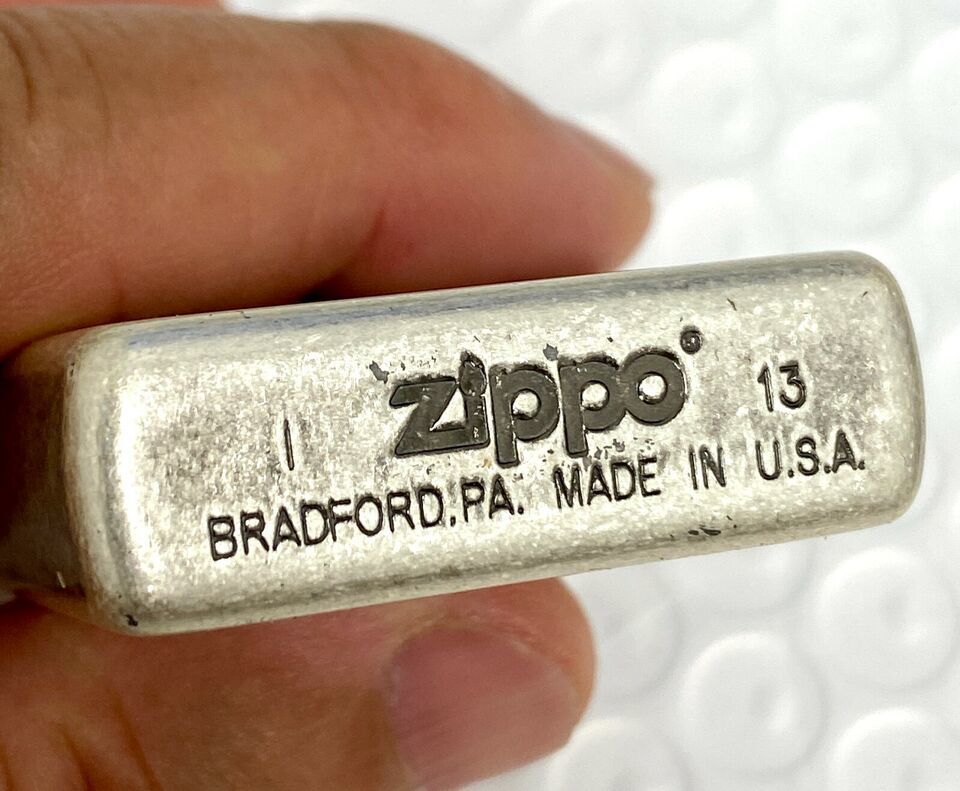 I zippo® 13
BRADFORD,PA. MADE IN U.S.A.